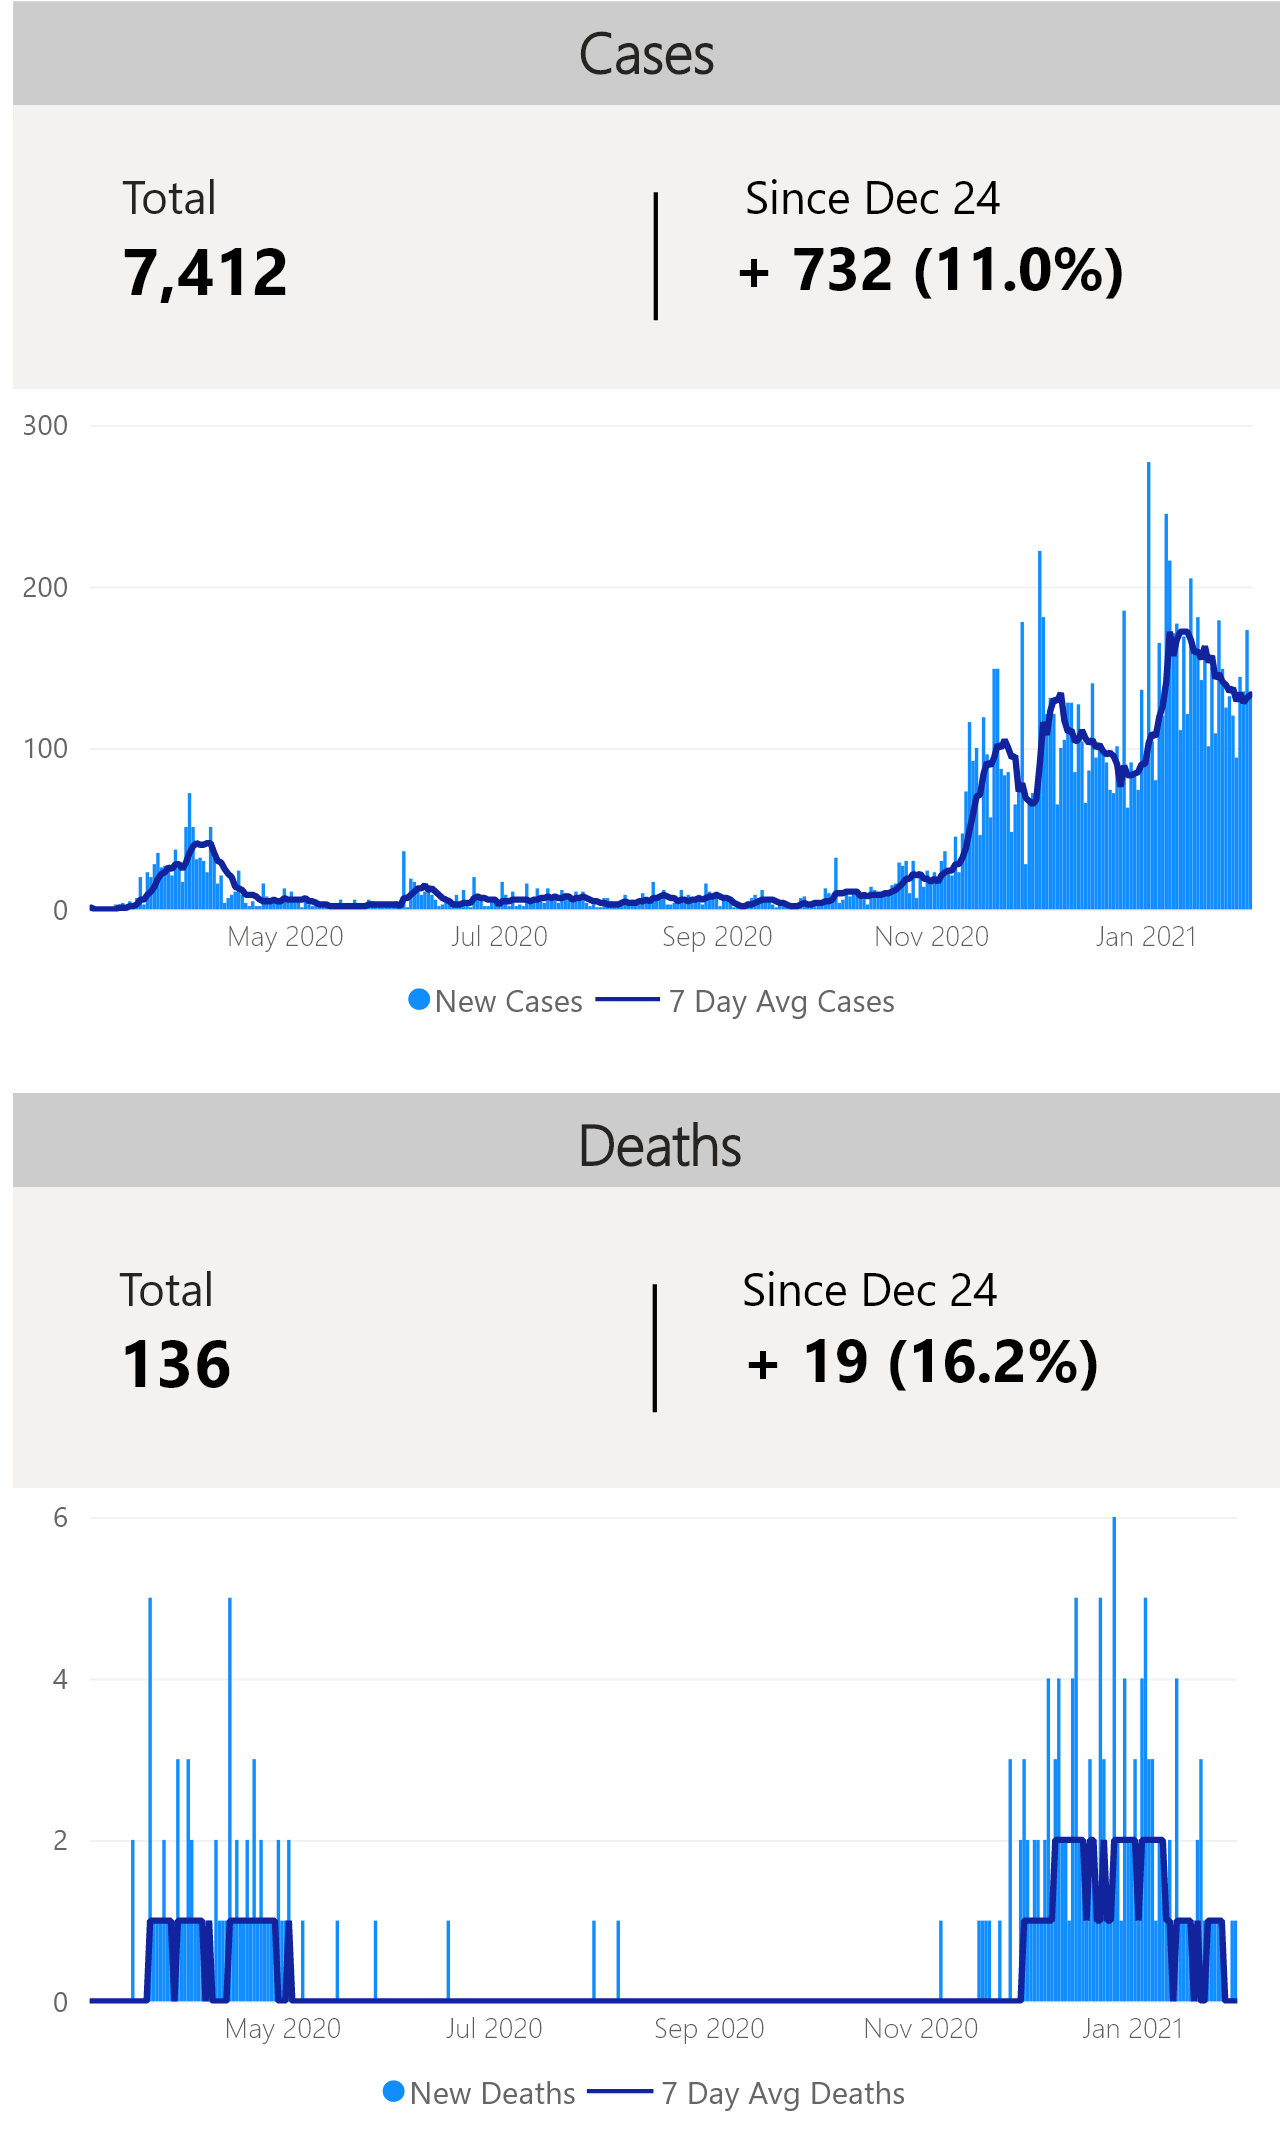 Cases
Total
Since Dec 24
7,412
+ 732 (11.0%)
300
200
100
0
May 2020
Jul 2020
Sep 2020
Nov 2020
Jan 2021
New Cases
7 Day Avg Cases
Deaths
Total
Since Dec 24
136
+ 19 (16.2%)
6
4
2
0
May 2020
Jul 2020
Sep 2020
Nov 2020
Jan 2021
New Deaths
7 Day Avg Deaths